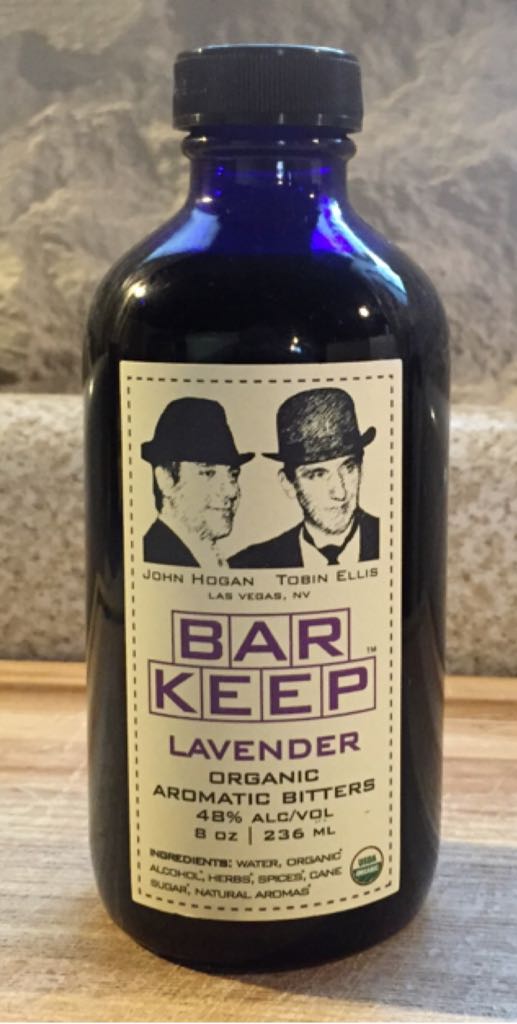 John Hogan Tobin Ellis
Las Vegas, NV
BAR
KEEP™
LAVENDER
ORGANIC
AROMATIC BITTERS
48% ALC/VOL
8 OZ | 236 ML
INGREDIENTS: WATER, ORGANIC*
ALCOHOL*, HERBS*, SPICES*, CANE
SUGAR*, NATURAL AROMAS*
USDA
ORGANIC